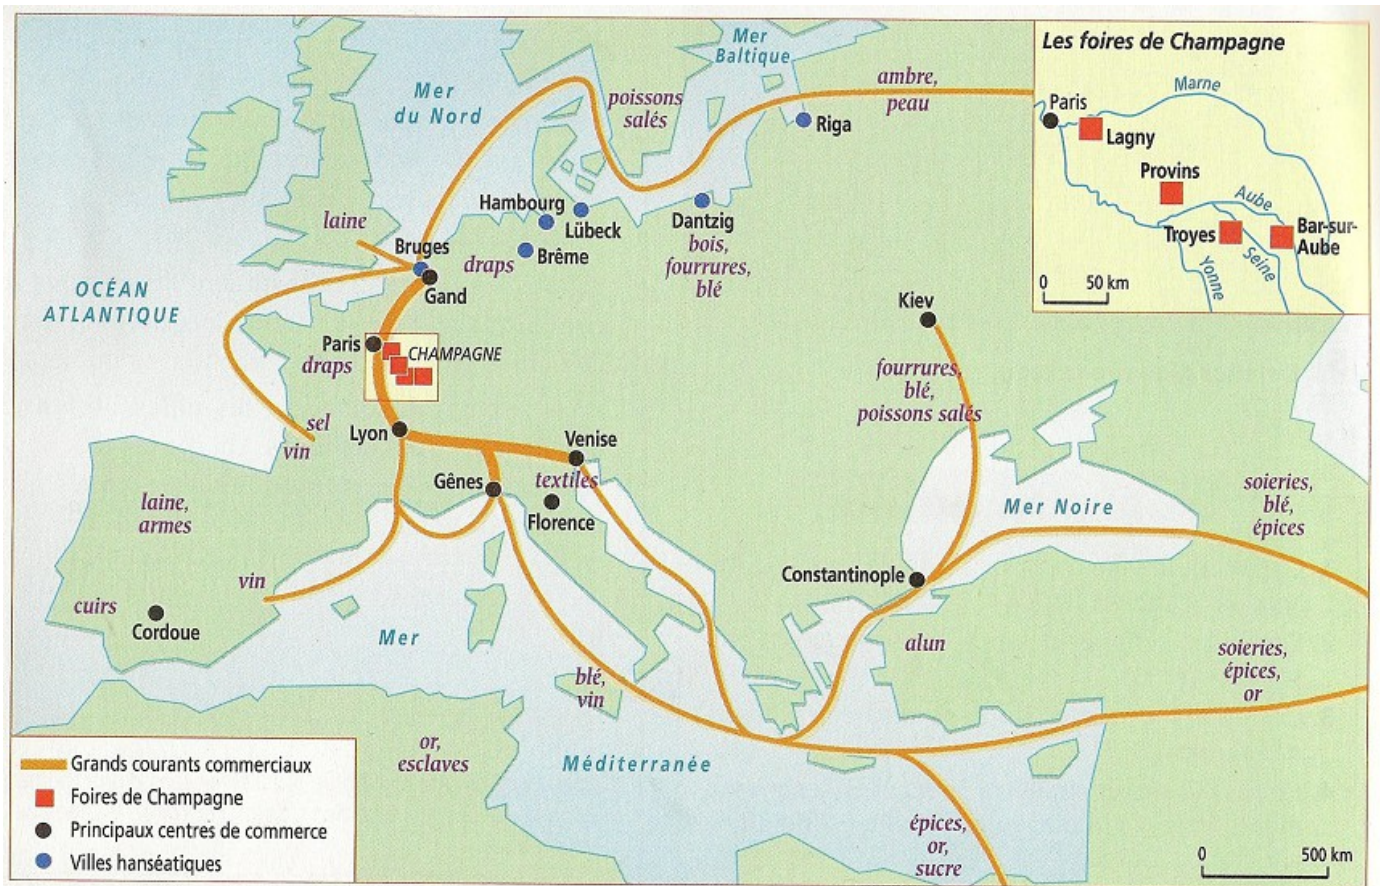 Mer
Baltique
Mer
du Nord
poissons
salés
ambre,
peau
Riga
laine
Hambourg
Lübeck
Brême
Dantzig
bois,
fourrures,
blé
Bruges
draps
Gand
OCÉAN
ATLANTIQUE
Kiev
Paris
CHAMPAGNE
draps
fourrures,
blé,
poissons salés
sel
vin
Lyon
Venise
Gênes
textiles
Florence
laine,
armes
Mer Noire
soieries,
blé,
épices
vin
Constantinople
cuirs
Cordoue
Mer
alun
soieries,
épices,
or
blé,
vin
or,
esclaves
Méditerranée
épices,
or,
sucre
0 500 km
Les foires de Champagne
Marne
Paris
Lagny
Provins
Aube
Troyes
Bar-sur-
Aube
Seine
Yonne
0 50 km
Grands courants commerciaux
Foires de Champagne
Principaux centres de commerce
Villes hanséatiques